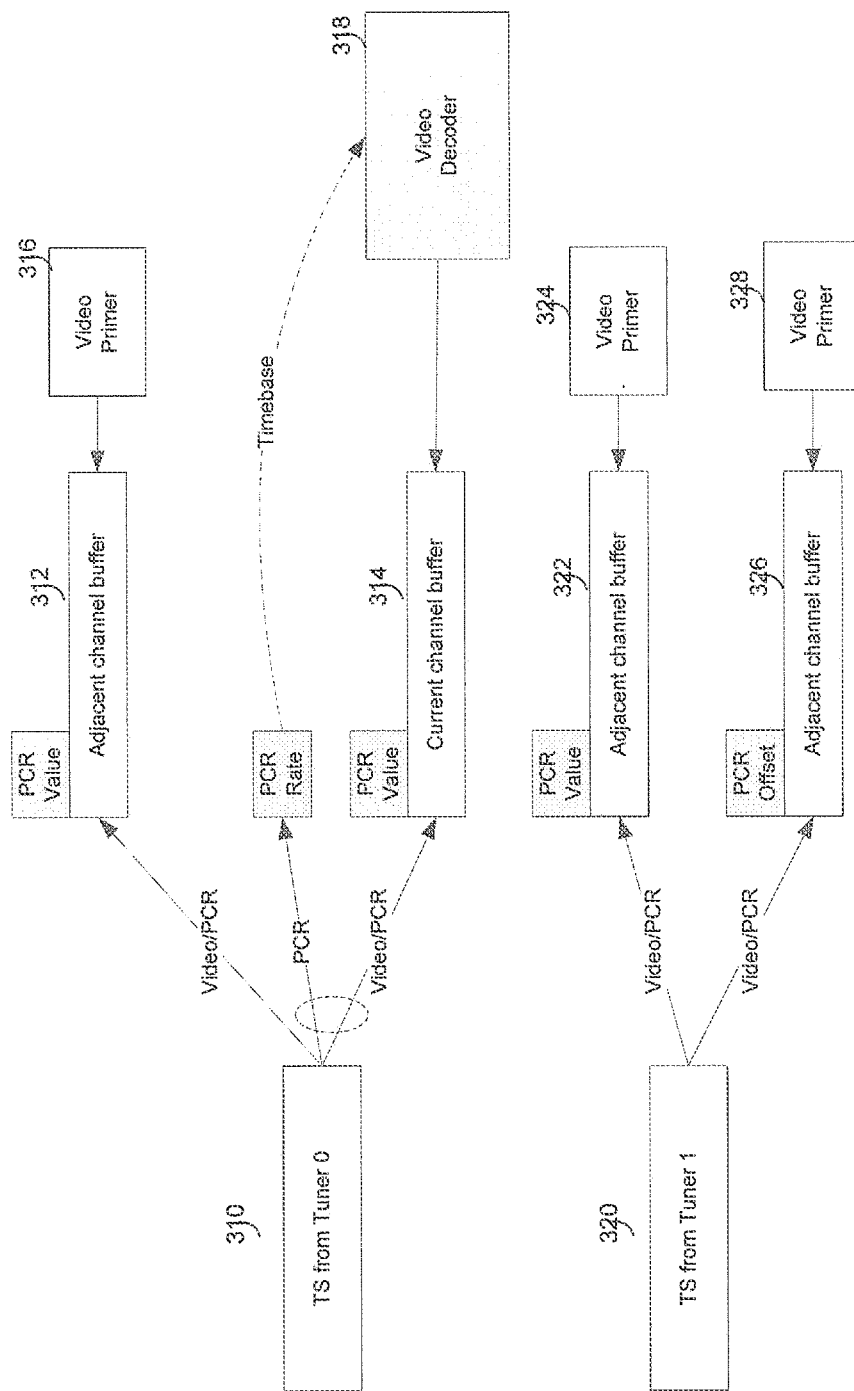 310
TS from Tuner 0
320
TS from Tuner 1
Video/PCR
PCR
Video/PCR
Video/PCR
Video/PCR
PCR
Value
312
Adjacent channel buffer
316
Video
Primer
PCR
Rate
Timebase
PCR
Value
314
Current channel buffer
318
Video
Decoder
PCR
Value
322
Adjacent channel buffer
324
Video
Primer
PCR
Offset
326
Adjacent channel buffer
328
Video
Primer